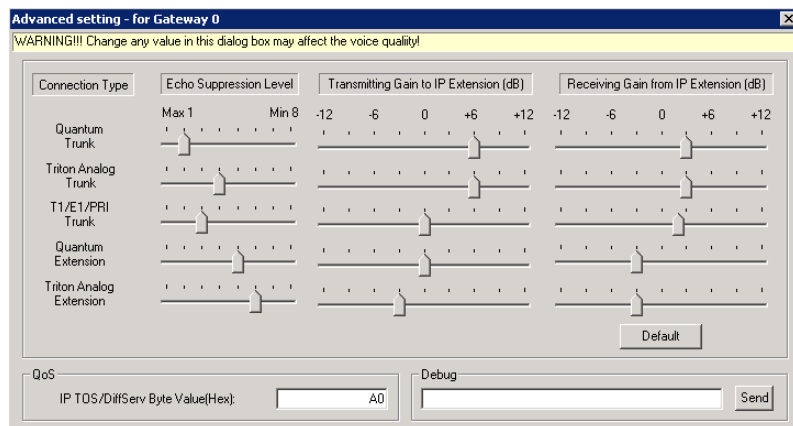 Advanced setting - for Gateway 0
WARNING!!! Change any value in this dialog box may affect the voice quality!
Connection Type
Echo Suppression Level
Transmitting Gain to IP Extension (dB)
Receiving Gain from IP Extension (dB)
Max 1 Min 8
-12 -6 0 +6 +12
-12 -6 0 +6 +12
Quantum
Trunk
Triton Analog
Trunk
T1/E1/PRI
Trunk
Quantum
Extension
Triton Analog
Extension
Default
QoS
IP TOS/DiffServ Byte Value(Hex): A0
Debug
Send